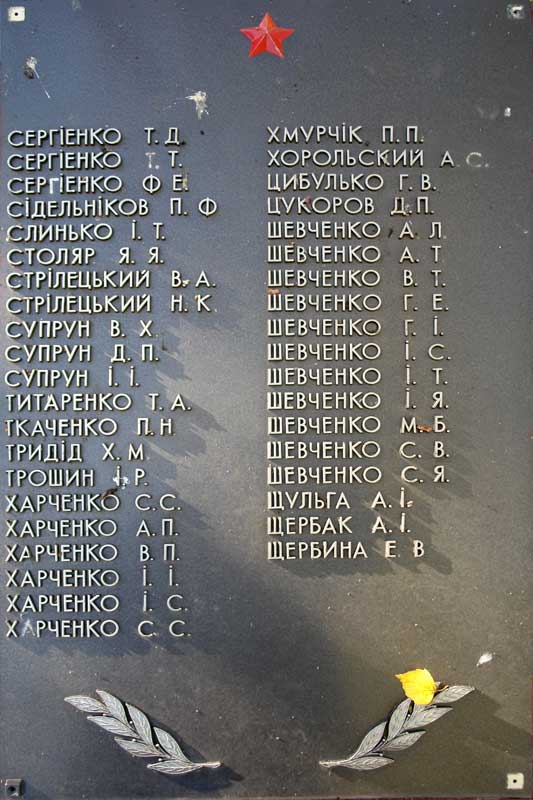 СЕРГІЕНКО Т. Д.
СЕРГІЕНКО Т. Т.
СЕРГІЕНКО Ф Е
СІДЕЛЬНІКОВ П. Ф
СЛИНЬКО І. Т.
СТОЛЯР Я. Я.
СТРІЛЕЦЬКИЙ В. А.
СТРІЛЕЦЬКИЙ Н. К.
СУПРУН В. Х.
СУПРУН Д. П.
СУПРУН І. І.
ТИТАРЕНКО Т. А.
ТКАЧЕНКО П. Н
ТРИДІД Х. М.
ТРОШИН І. Р.
ХАРЧЕНКО С. С.
ХАРЧЕНКО А. П.
ХАРЧЕНКО В. П.
ХАРЧЕНКО І. І.
ХАРЧЕНКО І. С.
ХАРЧЕНКО С. С.
ХМУРЧІК П. П.
ХОРОЛЬСКИЙ А. С.
ЦИБУЛЬКО Г. В.
ЦУКОРОВ Д. П.
ШЕВЧЕНКО А. Л.
ШЕВЧЕНКО А. Т
ШЕВЧЕНКО В. Т.
ШЕВЧЕНКО Г. Е.
ШЕВЧЕНКО Г. І.
ШЕВЧЕНКО І. С.
ШЕВЧЕНКО І. Т.
ШЕВЧЕНКО І. Я.
ШЕВЧЕНКО М. Б.
ШЕВЧЕНКО С. В.
ШЕВЧЕНКО С. Я.
ЩУЛЬГА А. І.
ЩЕРБАК А. І.
ЩЕРБИНА Е. В